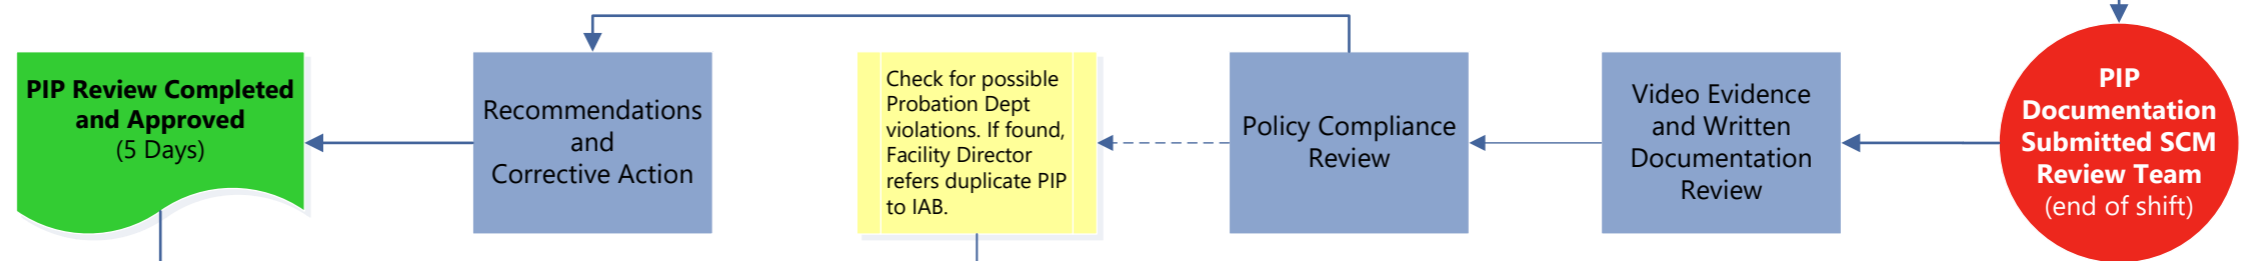 PIP Review Completed
and Approved
(5 Days)
Recommendations
and
Corrective Action
Check for possible
Probation Dept
violations. If found,
Facility Director
refers duplicate PIP
to IAB.
Policy Compliance
Review
Video Evidence
and Written
Documentation
Review
PIP
Documentation
Submitted SCM
Review Team
(end of shift)